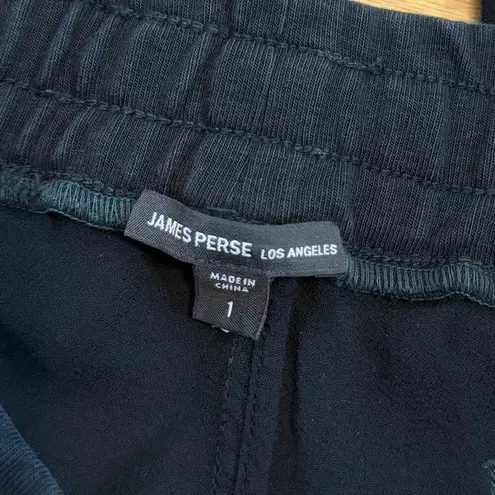 JAMES PERSE LOS ANGELES
MADE IN
CHINA
1